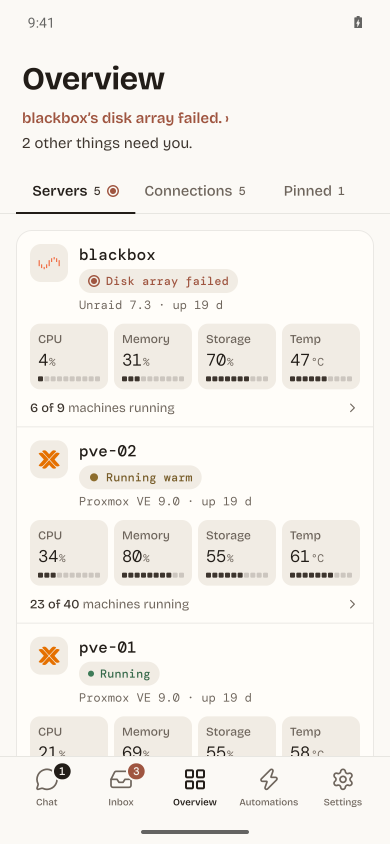 9:41
Overview
blackbox's disk array failed. ›
2 other things need you.
Servers 5 Connections 5 Pinned 1
blackbox
Disk array failed
Unraid 7.3 · up 19 d
CPU Memory Storage Temp
4% 31% 70% 47°C
6 of 9 machines running
pve-02
Running warm
Proxmox VE 9.0 · up 19 d
CPU Memory Storage Temp
34% 80% 55% 61°C
23 of 40 machines running
pve-01
Running
Proxmox VE 9.0 · up 19 d
CPU Memory Storage Temp
21% 69% 55% 58°C
1 3
Chat Inbox Overview Automations Settings